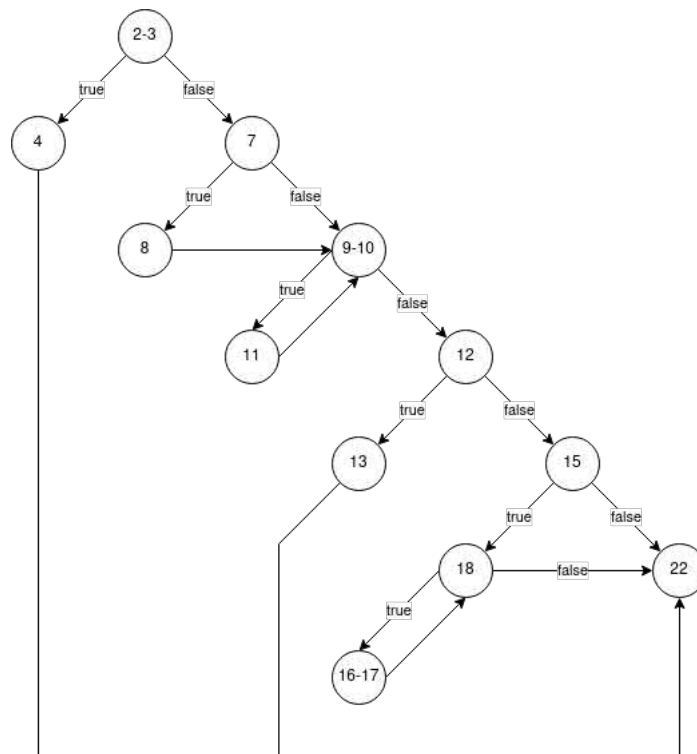 2-3
true
false
4
7
true
false
8
9-10
true
false
11
12
true
false
13
15
true
false
18
false
22
true
16-17